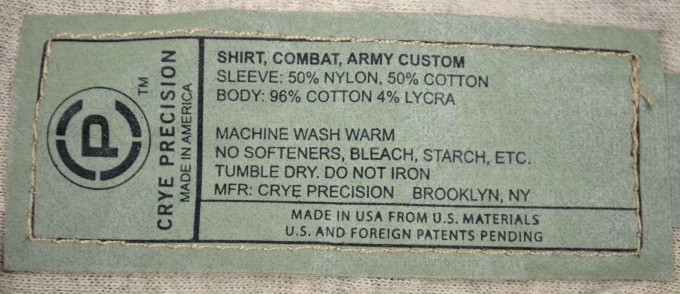 P
TM
CRYE PRECISION
MADE IN AMERICA
SHIRT, COMBAT, ARMY CUSTOM
SLEEVE: 50% NYLON, 50% COTTON
BODY: 96% COTTON 4% LYCRA
MACHINE WASH WARM
NO SOFTENERS, BLEACH, STARCH, ETC.
TUMBLE DRY. DO NOT IRON
MFR: CRYE PRECISION BROOKLYN, NY
MADE IN USA FROM U.S. MATERIALS
U.S. AND FOREIGN PATENTS PENDING